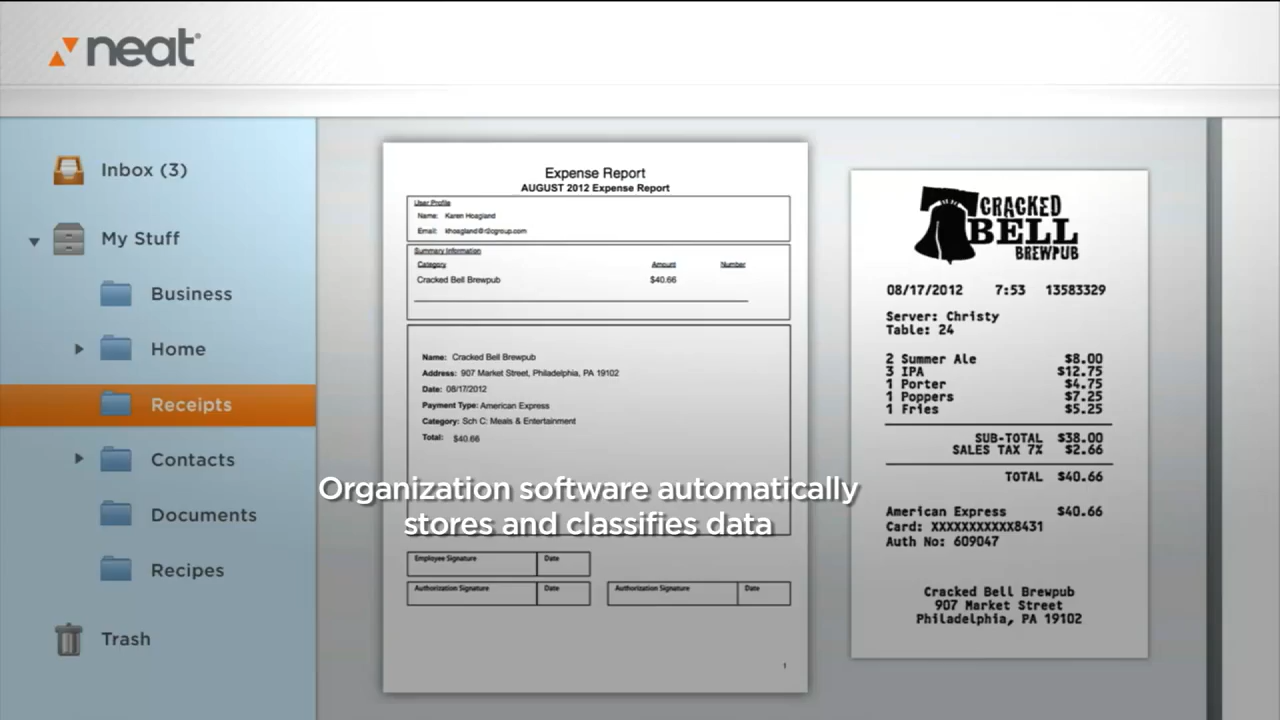 neat®
Inbox (3)
My Stuff
Business
Home
Receipts
Contacts
Documents
Recipes
Trash
Expense Report
AUGUST 2012 Expense Report
User Profile
Name: Karen Hoagland
Email: khoagland@r2cgroup.com
Summary Information
Category Amount Number
Cracked Bell Brewpub $40.66
Name: Cracked Bell Brewpub
Address: 907 Market Street, Philadelphia, PA 19102
Date: 08/17/2012
Payment Type: American Express
Category: Sch C: Meals & Entertainment
Total: $40.66
Organization software automatically
stores and classifies data
Employee Signature Date
Authorization Signature Date Authorization Signature Date
1
CRACKED
BELL
BREWPUB
08/17/2012 7:53 13583329
Server: Christy
Table: 24
2 Summer Ale $8.00
3 IPA $12.75
1 Porter $4.75
1 Poppers $7.25
1 Fries $5.25
SUB-TOTAL $38.00
SALES TAX 7% $2.66
TOTAL $40.66
American Express $40.66
Card: XXXXXXXXXXX8431
Auth No: 609047
Cracked Bell Brewpub
907 Market Street
Philadelphia, PA 19102